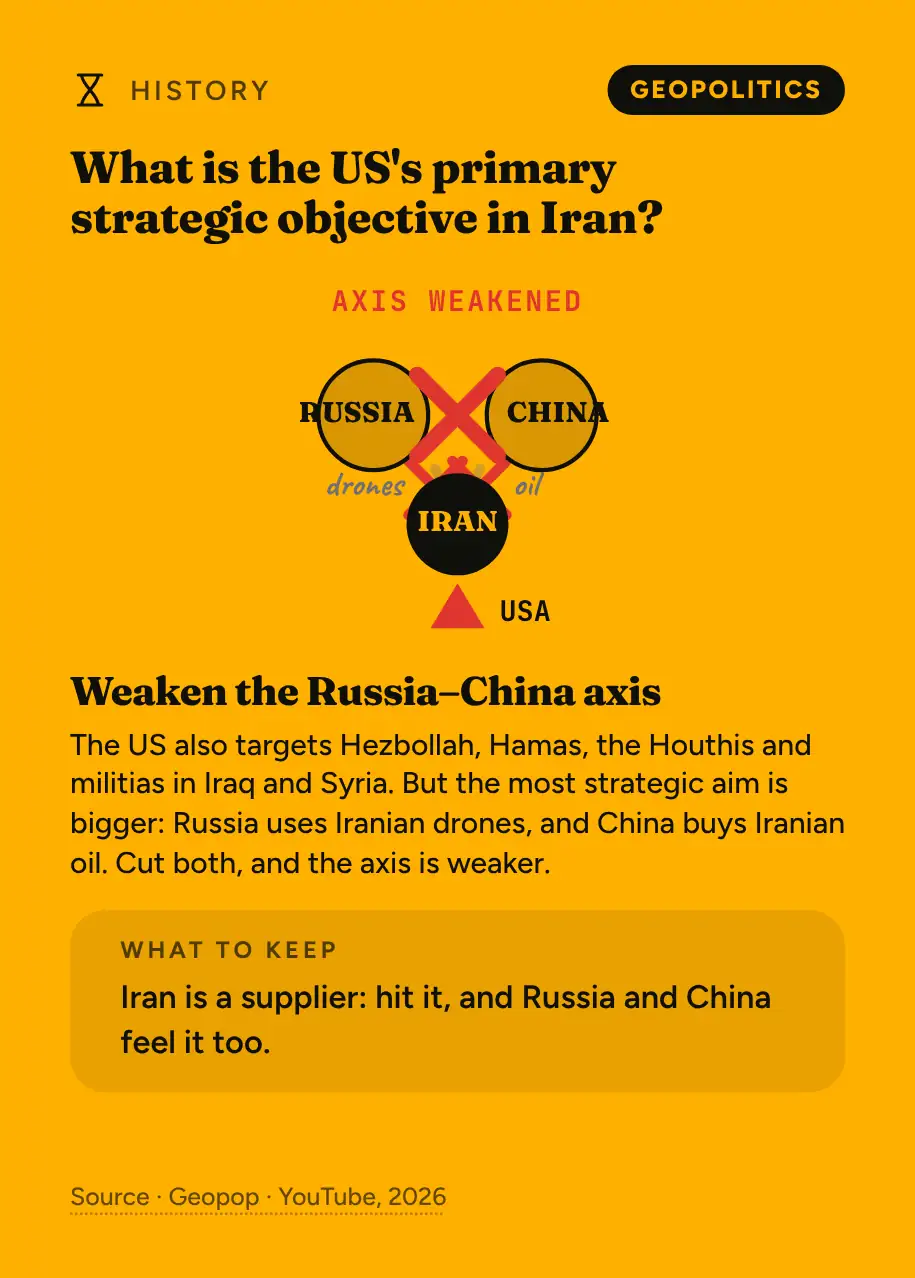 HISTORY
GEOPOLITICS
What is the US's primary
strategic objective in Iran?
AXIS WEAKENED
RUSSIA
CHINA
drones
oil
IRAN
USA
Weaken the Russia–China axis
The US also targets Hezbollah, Hamas, the Houthis and
militias in Iraq and Syria. But the most strategic aim is
bigger: Russia uses Iranian drones, and China buys Iranian
oil. Cut both, and the axis is weaker.
WHAT TO KEEP
Iran is a supplier: hit it, and Russia and China
feel it too.
Source · Geopop · YouTube, 2026